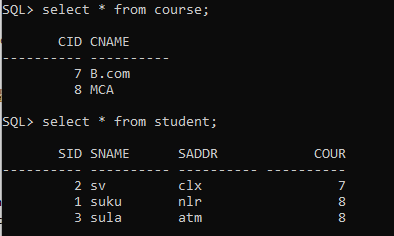 SQL> select * from course;
       CID CNAME
---------- ----------
         7 B.com
         8 MCA
SQL> select * from student;
       SID SNAME      SADDR            COUR
---------- ---------- ---------- ----------
         2 sv         clx                 7
         1 suku       nlr                 8
         3 sula       atm                 8